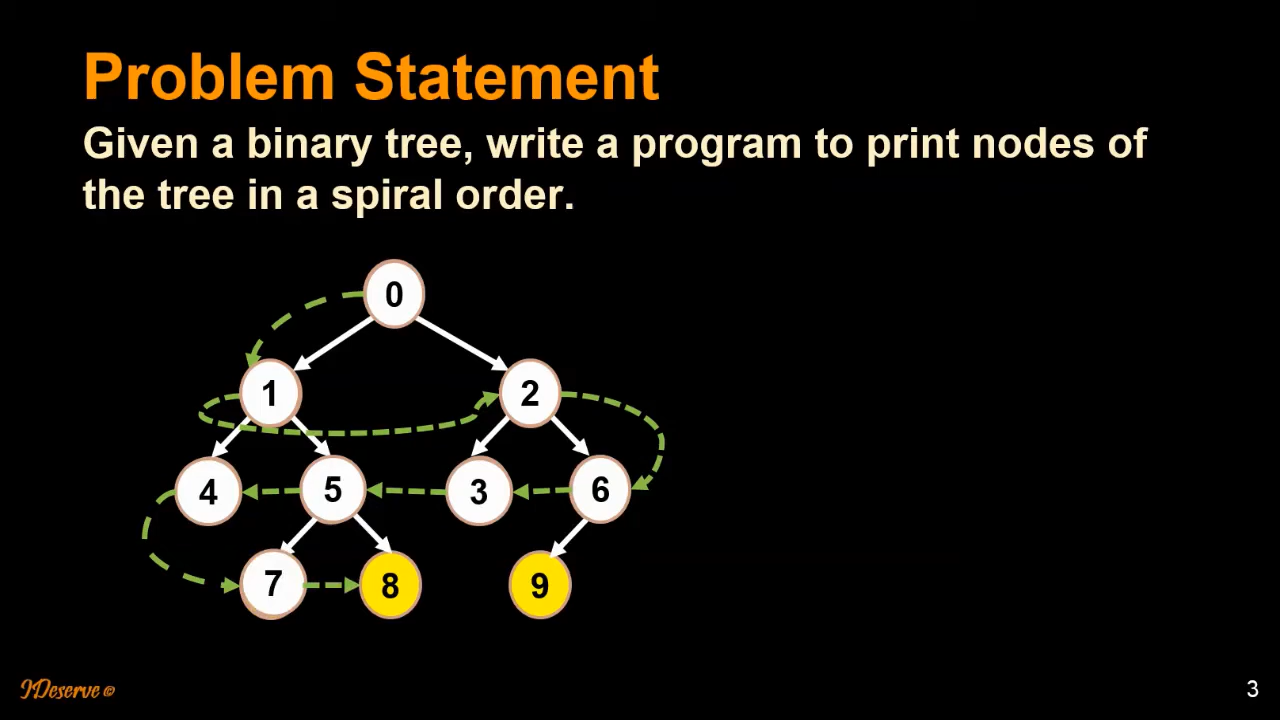 Problem Statement
Given a binary tree, write a program to print nodes of
the tree in a spiral order.
0
1 2
4 5 3 6
7 8 9
IDeserve ©
3